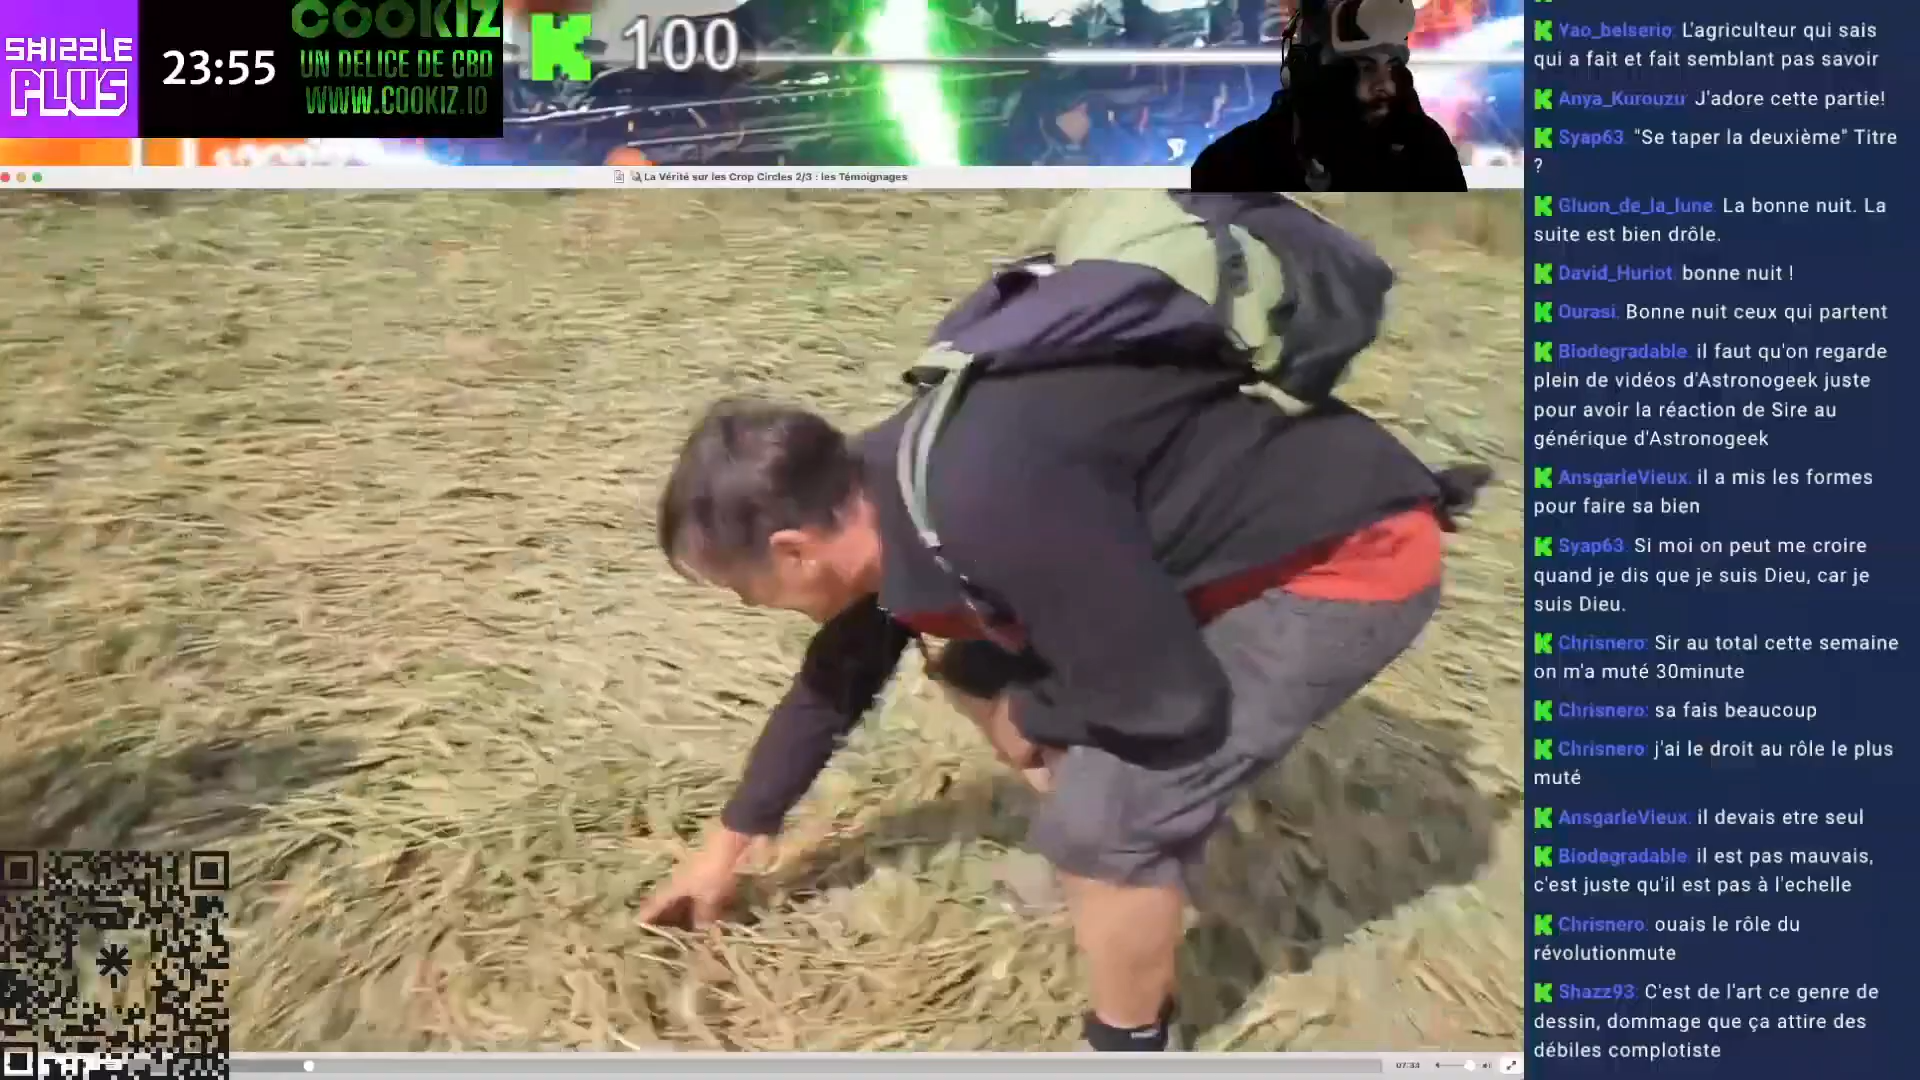 SHIZZLE
PLUS
23:55
COOKIZ
UN DELICE DE CBD
WWW.COOKIZ.IO
100
La Vérité sur les Crop Circles 2/3 : les Témoignages
Yao_belserio: L'agriculteur qui sais
qui a fait et fait semblant pas savoir
Anya_Kurouzu: J'adore cette partie!
Syap63: "Se taper la deuxième" Titre
?
Gluon_de_la_lune: La bonne nuit. La
suite est bien drôle.
David_Huriot: bonne nuit !
Ourasi: Bonne nuit ceux qui partent
Biodegradable: il faut qu'on regarde
plein de vidéos d'Astronogeek juste
pour avoir la réaction de Sire au
générique d'Astronogeek
AnsgarleVieux: il a mis les formes
pour faire sa bien
Syap63: Si moi on peut me croire
quand je dis que je suis Dieu, car je
suis Dieu.
Chrisnero: Sir au total cette semaine
on m'a muté 30minute
Chrisnero: sa fais beaucoup
Chrisnero: j'ai le droit au rôle le plus
muté
AnsgarleVieux: il devais etre seul
Biodegradable: il est pas mauvais,
c'est juste qu'il est pas à l'echelle
Chrisnero: ouais le rôle du
révolutionmute
Shazz93: C'est de l'art ce genre de
dessin, dommage que ça attire des
débiles complotiste
07:34